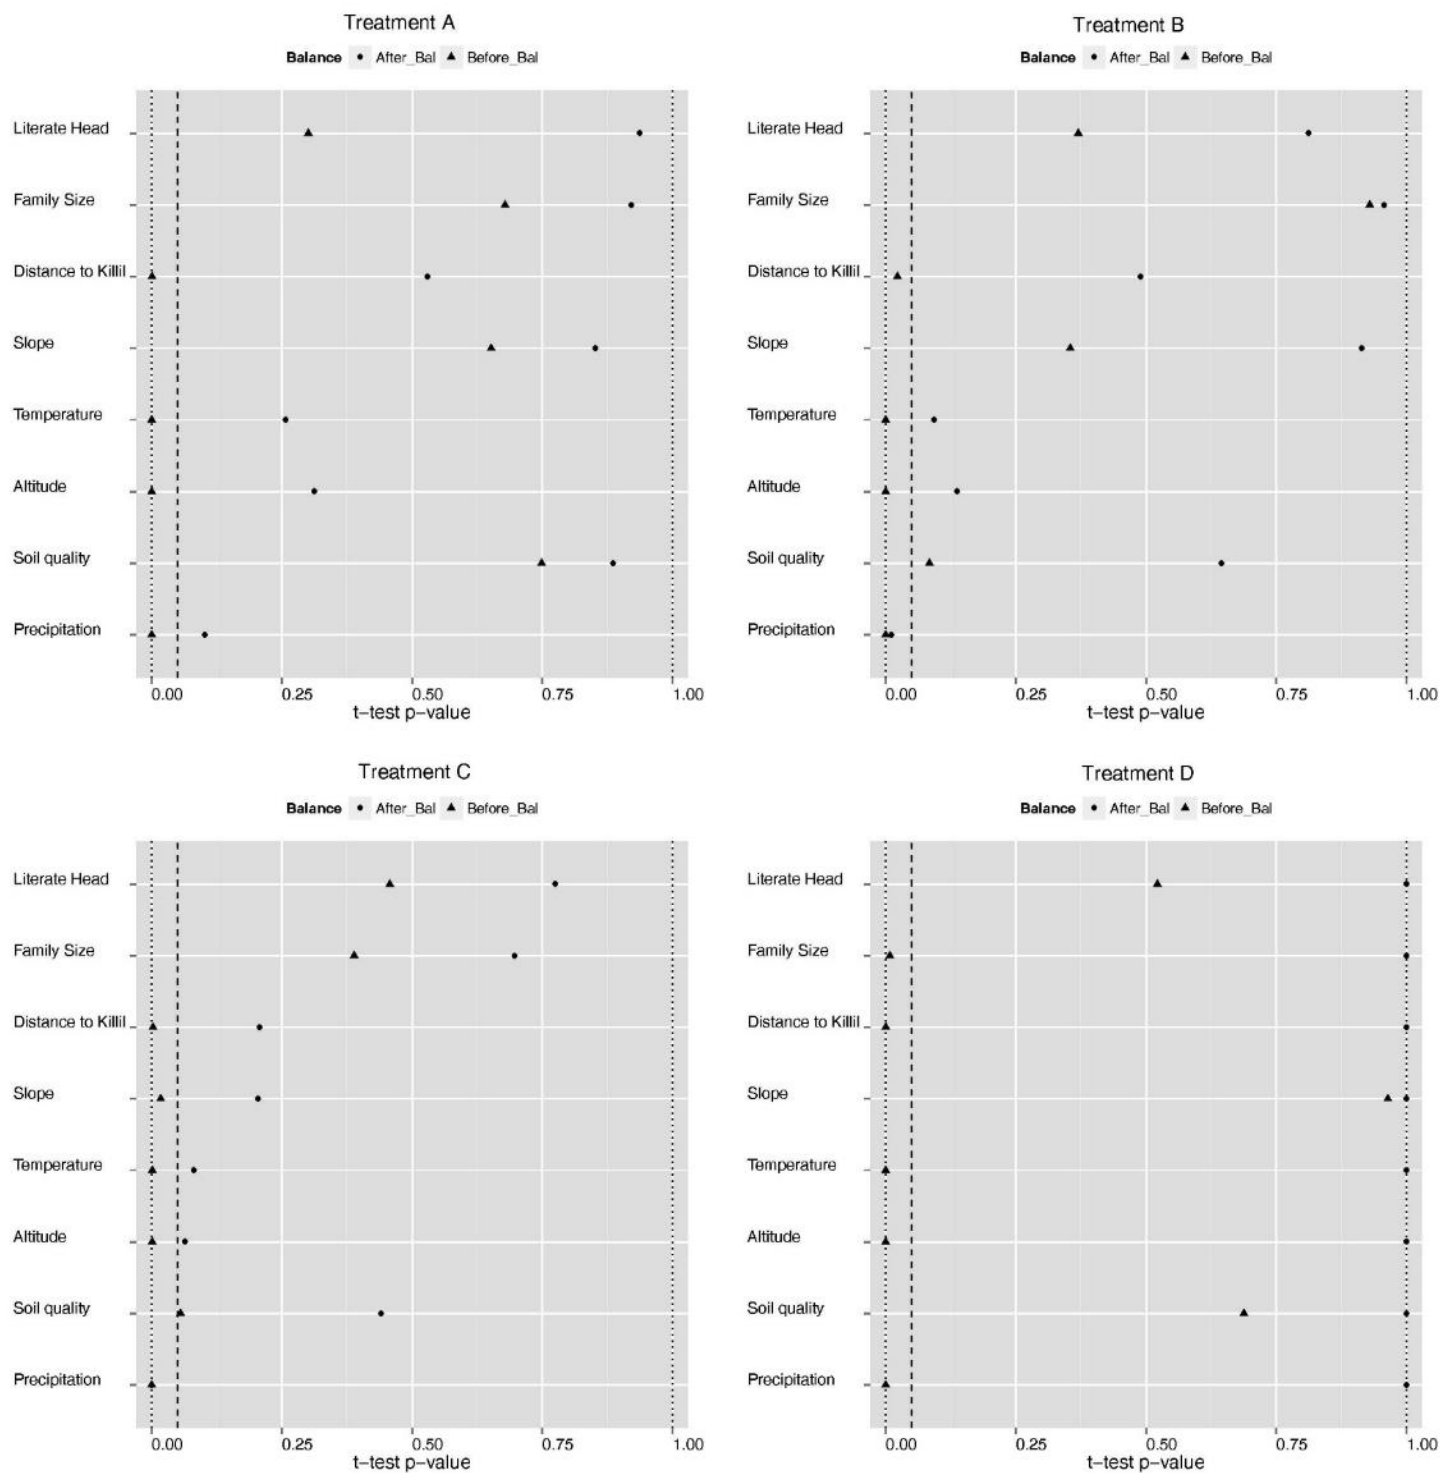 Treatment A
Balance After_Bal Before_Bal
Literate Head
Family Size
Distance to Killil
Slope
Temperature
Altitude
Soil quality
Precipitation
0.00 0.25 0.50 0.75 1.00
t-test p-value
Treatment B
Balance After_Bal Before_Bal
Literate Head
Family Size
Distance to Killil
Slope
Temperature
Altitude
Soil quality
Precipitation
0.00 0.25 0.50 0.75 1.00
t-test p-value
Treatment C
Balance After_Bal Before_Bal
Literate Head
Family Size
Distance to Killil
Slope
Temperature
Altitude
Soil quality
Precipitation
0.00 0.25 0.50 0.75 1.00
t-test p-value
Treatment D
Balance After_Bal Before_Bal
Literate Head
Family Size
Distance to Killil
Slope
Temperature
Altitude
Soil quality
Precipitation
0.00 0.25 0.50 0.75 1.00
t-test p-value